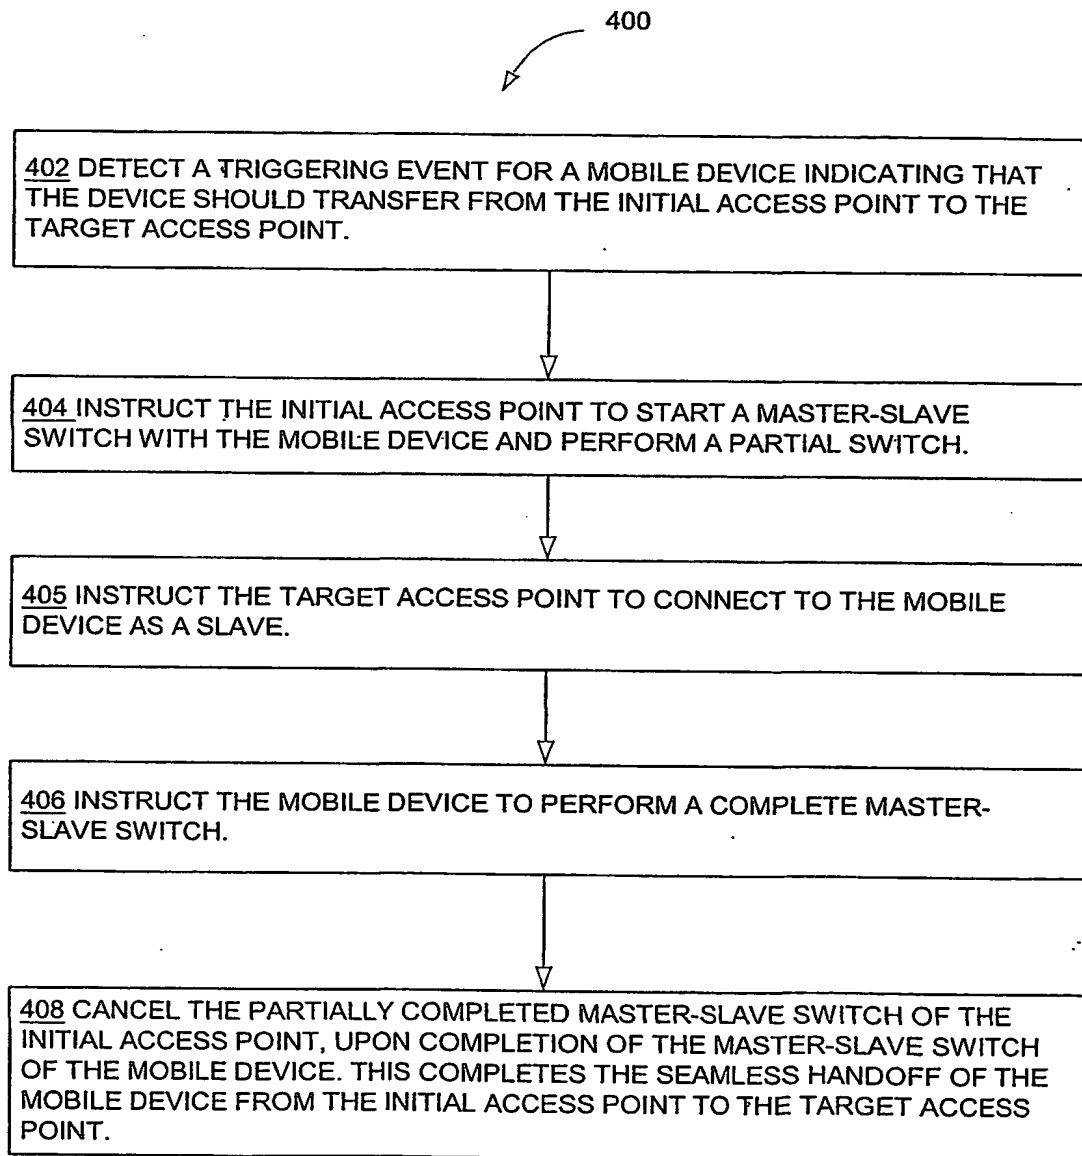 400
402 DETECT A TRIGGERING EVENT FOR A MOBILE DEVICE INDICATING THAT
THE DEVICE SHOULD TRANSFER FROM THE INITIAL ACCESS POINT TO THE
TARGET ACCESS POINT.
404 INSTRUCT THE INITIAL ACCESS POINT TO START A MASTER-SLAVE
SWITCH WITH THE MOBILE DEVICE AND PERFORM A PARTIAL SWITCH.
405 INSTRUCT THE TARGET ACCESS POINT TO CONNECT TO THE MOBILE
DEVICE AS A SLAVE.
406 INSTRUCT THE MOBILE DEVICE TO PERFORM A COMPLETE MASTER-
SLAVE SWITCH.
408 CANCEL THE PARTIALLY COMPLETED MASTER-SLAVE SWITCH OF THE
INITIAL ACCESS POINT, UPON COMPLETION OF THE MASTER-SLAVE SWITCH
OF THE MOBILE DEVICE. THIS COMPLETES THE SEAMLESS HANDOFF OF THE
MOBILE DEVICE FROM THE INITIAL ACCESS POINT TO THE TARGET ACCESS
POINT.